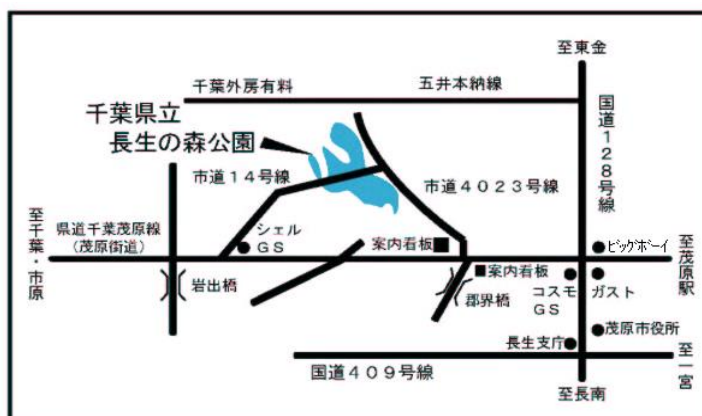 至東金
千葉外房有料
五井本納線
国道128号線
千葉県立
長生の森公園
市道14号線
市道4023号線
至千葉・市原
県道千葉茂原線
(茂原街道)
シェル
GS
案内看板
ビッグボーイ
至茂原駅
岩出橋
郡界橋
案内看板
コスモ
GS
ガスト
茂原市役所
長生支庁
国道409号線
至一宮
至長南